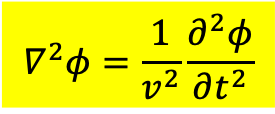 ∇²ϕ = 1/v² ∂²ϕ/∂t²